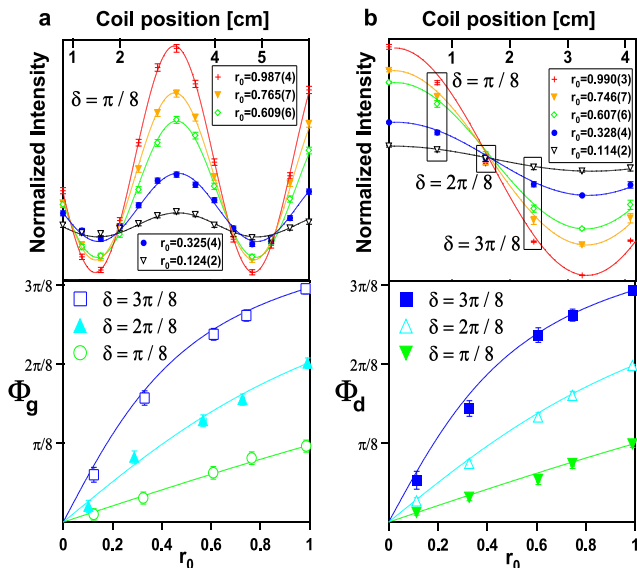 a
Coil position [cm]
1 2 4 5
Normalized Intensity
δ = π / 8
r0=0.987(4)
r0=0.765(7)
r0=0.609(6)
r0=0.325(4)
r0=0.124(2)
3π/8
2π/8
π/8
Φg
δ = 3π / 8
δ = 2π / 8
δ = π / 8
0 0.2 0.4 0.6 0.8 1
r0
b
Coil position [cm]
0 1 2 3 4
Normalized Intensity
δ = π / 8
δ = 2π / 8
δ = 3π / 8
r0=0.990(3)
r0=0.746(7)
r0=0.607(6)
r0=0.328(4)
r0=0.114(2)
3π/8
2π/8
π/8
Φd
δ = 3π / 8
δ = 2π / 8
δ = π / 8
0 0.2 0.4 0.6 0.8 1
r0